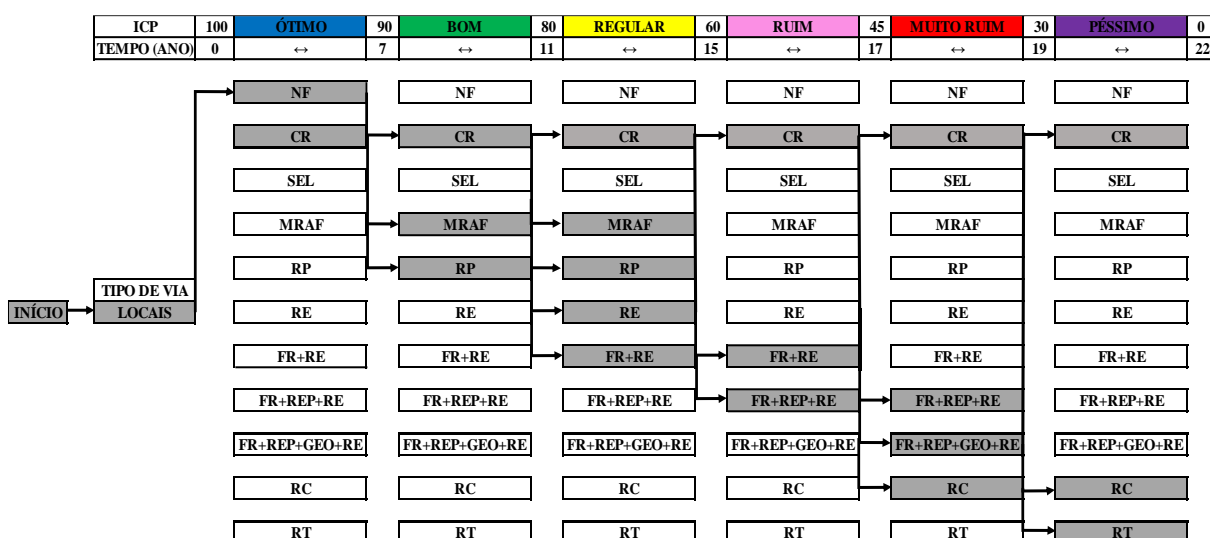 ICP 100 ÓTIMO 90 BOM 80 REGULAR 60 RUIM 45 MUITO RUIM 30 PÉSSIMO 0
TEMPO (ANO) 0 ↔ 7 ↔ 11 ↔ 15 ↔ 17 ↔ 19 ↔ 22
NF NF NF NF NF NF
CR CR CR CR CR CR
SEL SEL SEL SEL SEL SEL
MRAF MRAF MRAF MRAF MRAF MRAF
RP RP RP RP RP RP
TIPO DE VIA
INÍCIO LOCAIS RE RE RE RE RE RE
FR+RE FR+RE FR+RE FR+RE FR+RE FR+RE
FR+REP+RE FR+REP+RE FR+REP+RE FR+REP+RE FR+REP+RE FR+REP+RE
FR+REP+GEO+RE FR+REP+GEO+RE FR+REP+GEO+RE FR+REP+GEO+RE FR+REP+GEO+RE FR+REP+GEO+RE
RC RC RC RC RC RC
RT RT RT RT RT RT